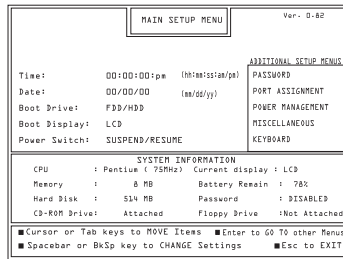 MAIN SETUP MENU
Ver. 0.82
ADDITIONAL SETUP MENUS
Time: 00:00:00:pm (hh:mm:ss:am/pm) PASSWORD
Date: 00/00/00 (mm/dd/yy) PORT ASSIGNMENT
Boot Drive: FDD/HDD POWER MANAGEMENT
Boot Display: LCD MISCELLANEOUS
Power Switch: SUSPEND/RESUME KEYBOARD
SYSTEM INFORMATION
CPU : Pentium ( 75MHz) Current display : LCD
Memory : 8 MB Battery Remain : 78%
Hard Disk : 514 MB Password : DISABLED
CD-ROM Drive: Attached Floppy Drive :Not Attached
■Cursor or Tab keys to MOVE Items ■Enter to GO TO other Menus
■Spacebar or BkSp key to CHANGE Settings ■Esc to EXIT